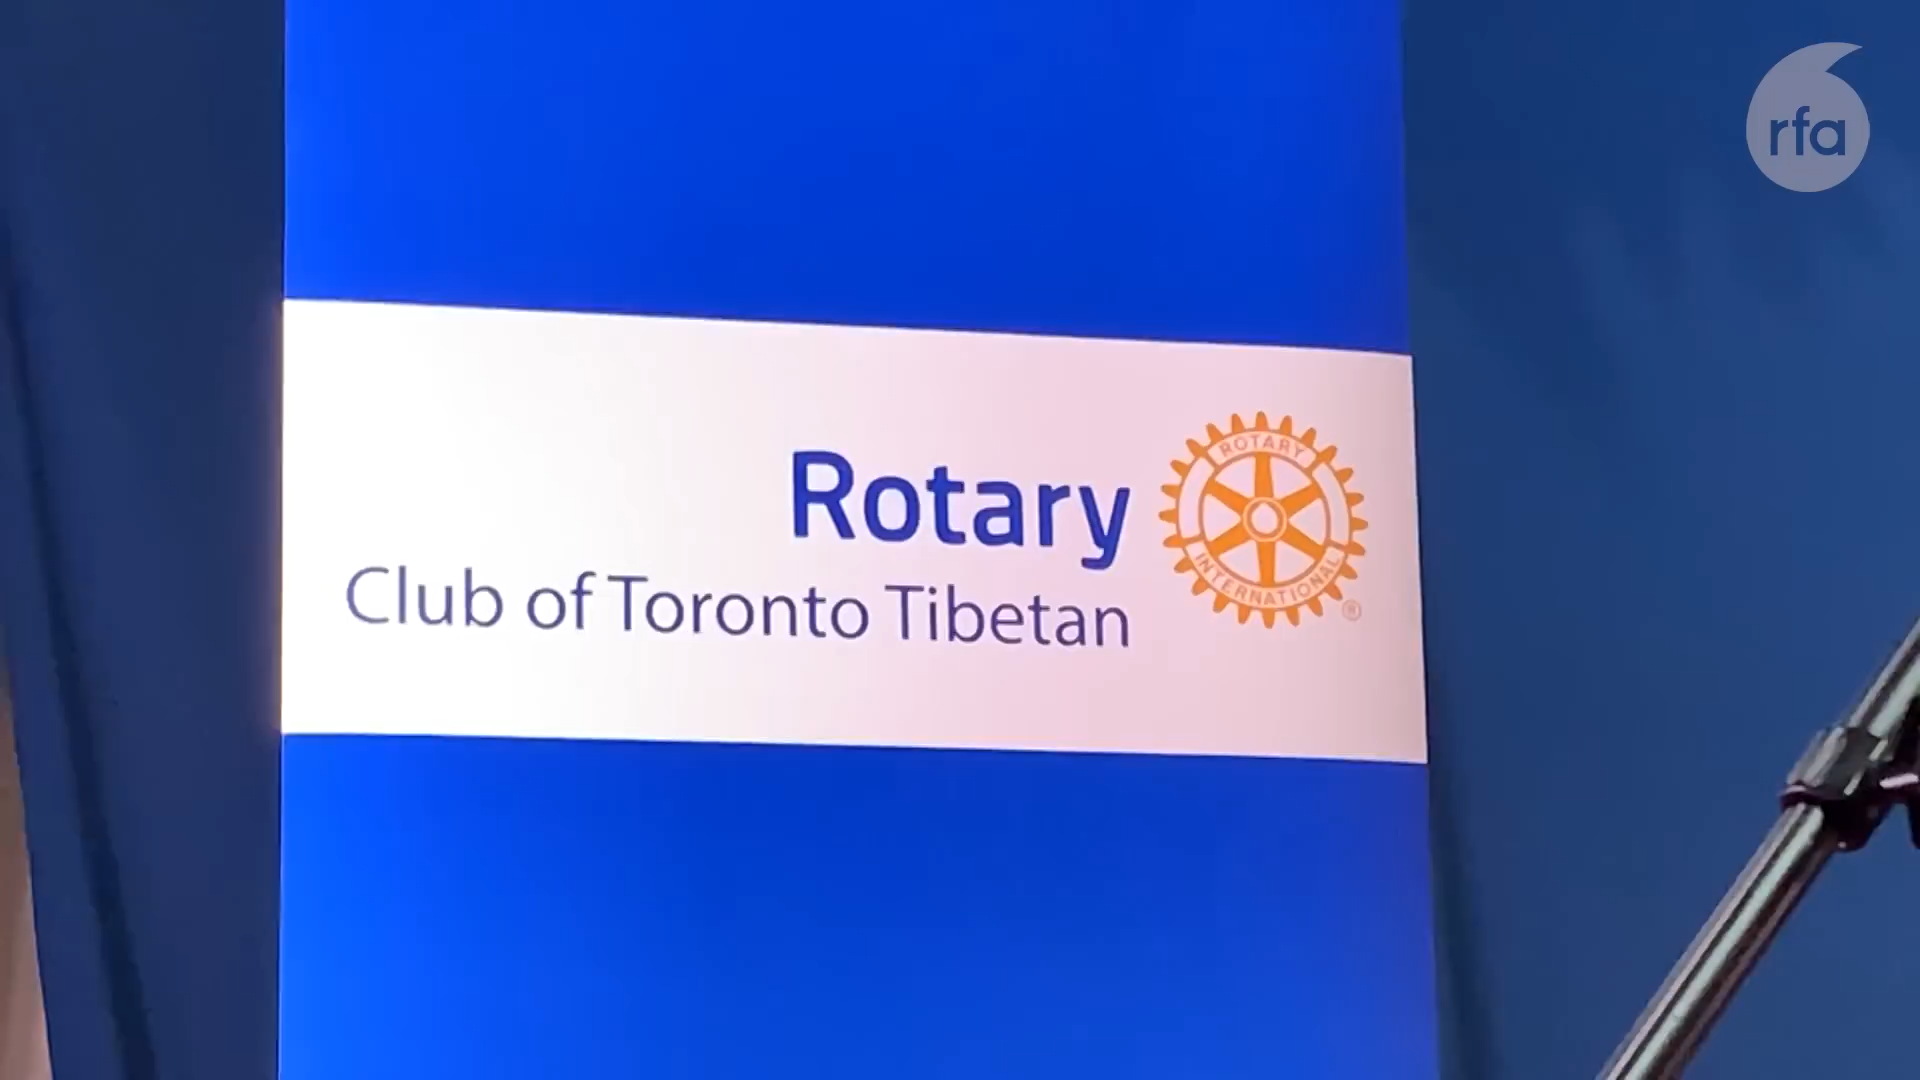 rfa
Rotary
Club of Toronto Tibetan
ROTARY
INTERNATIONAL
®